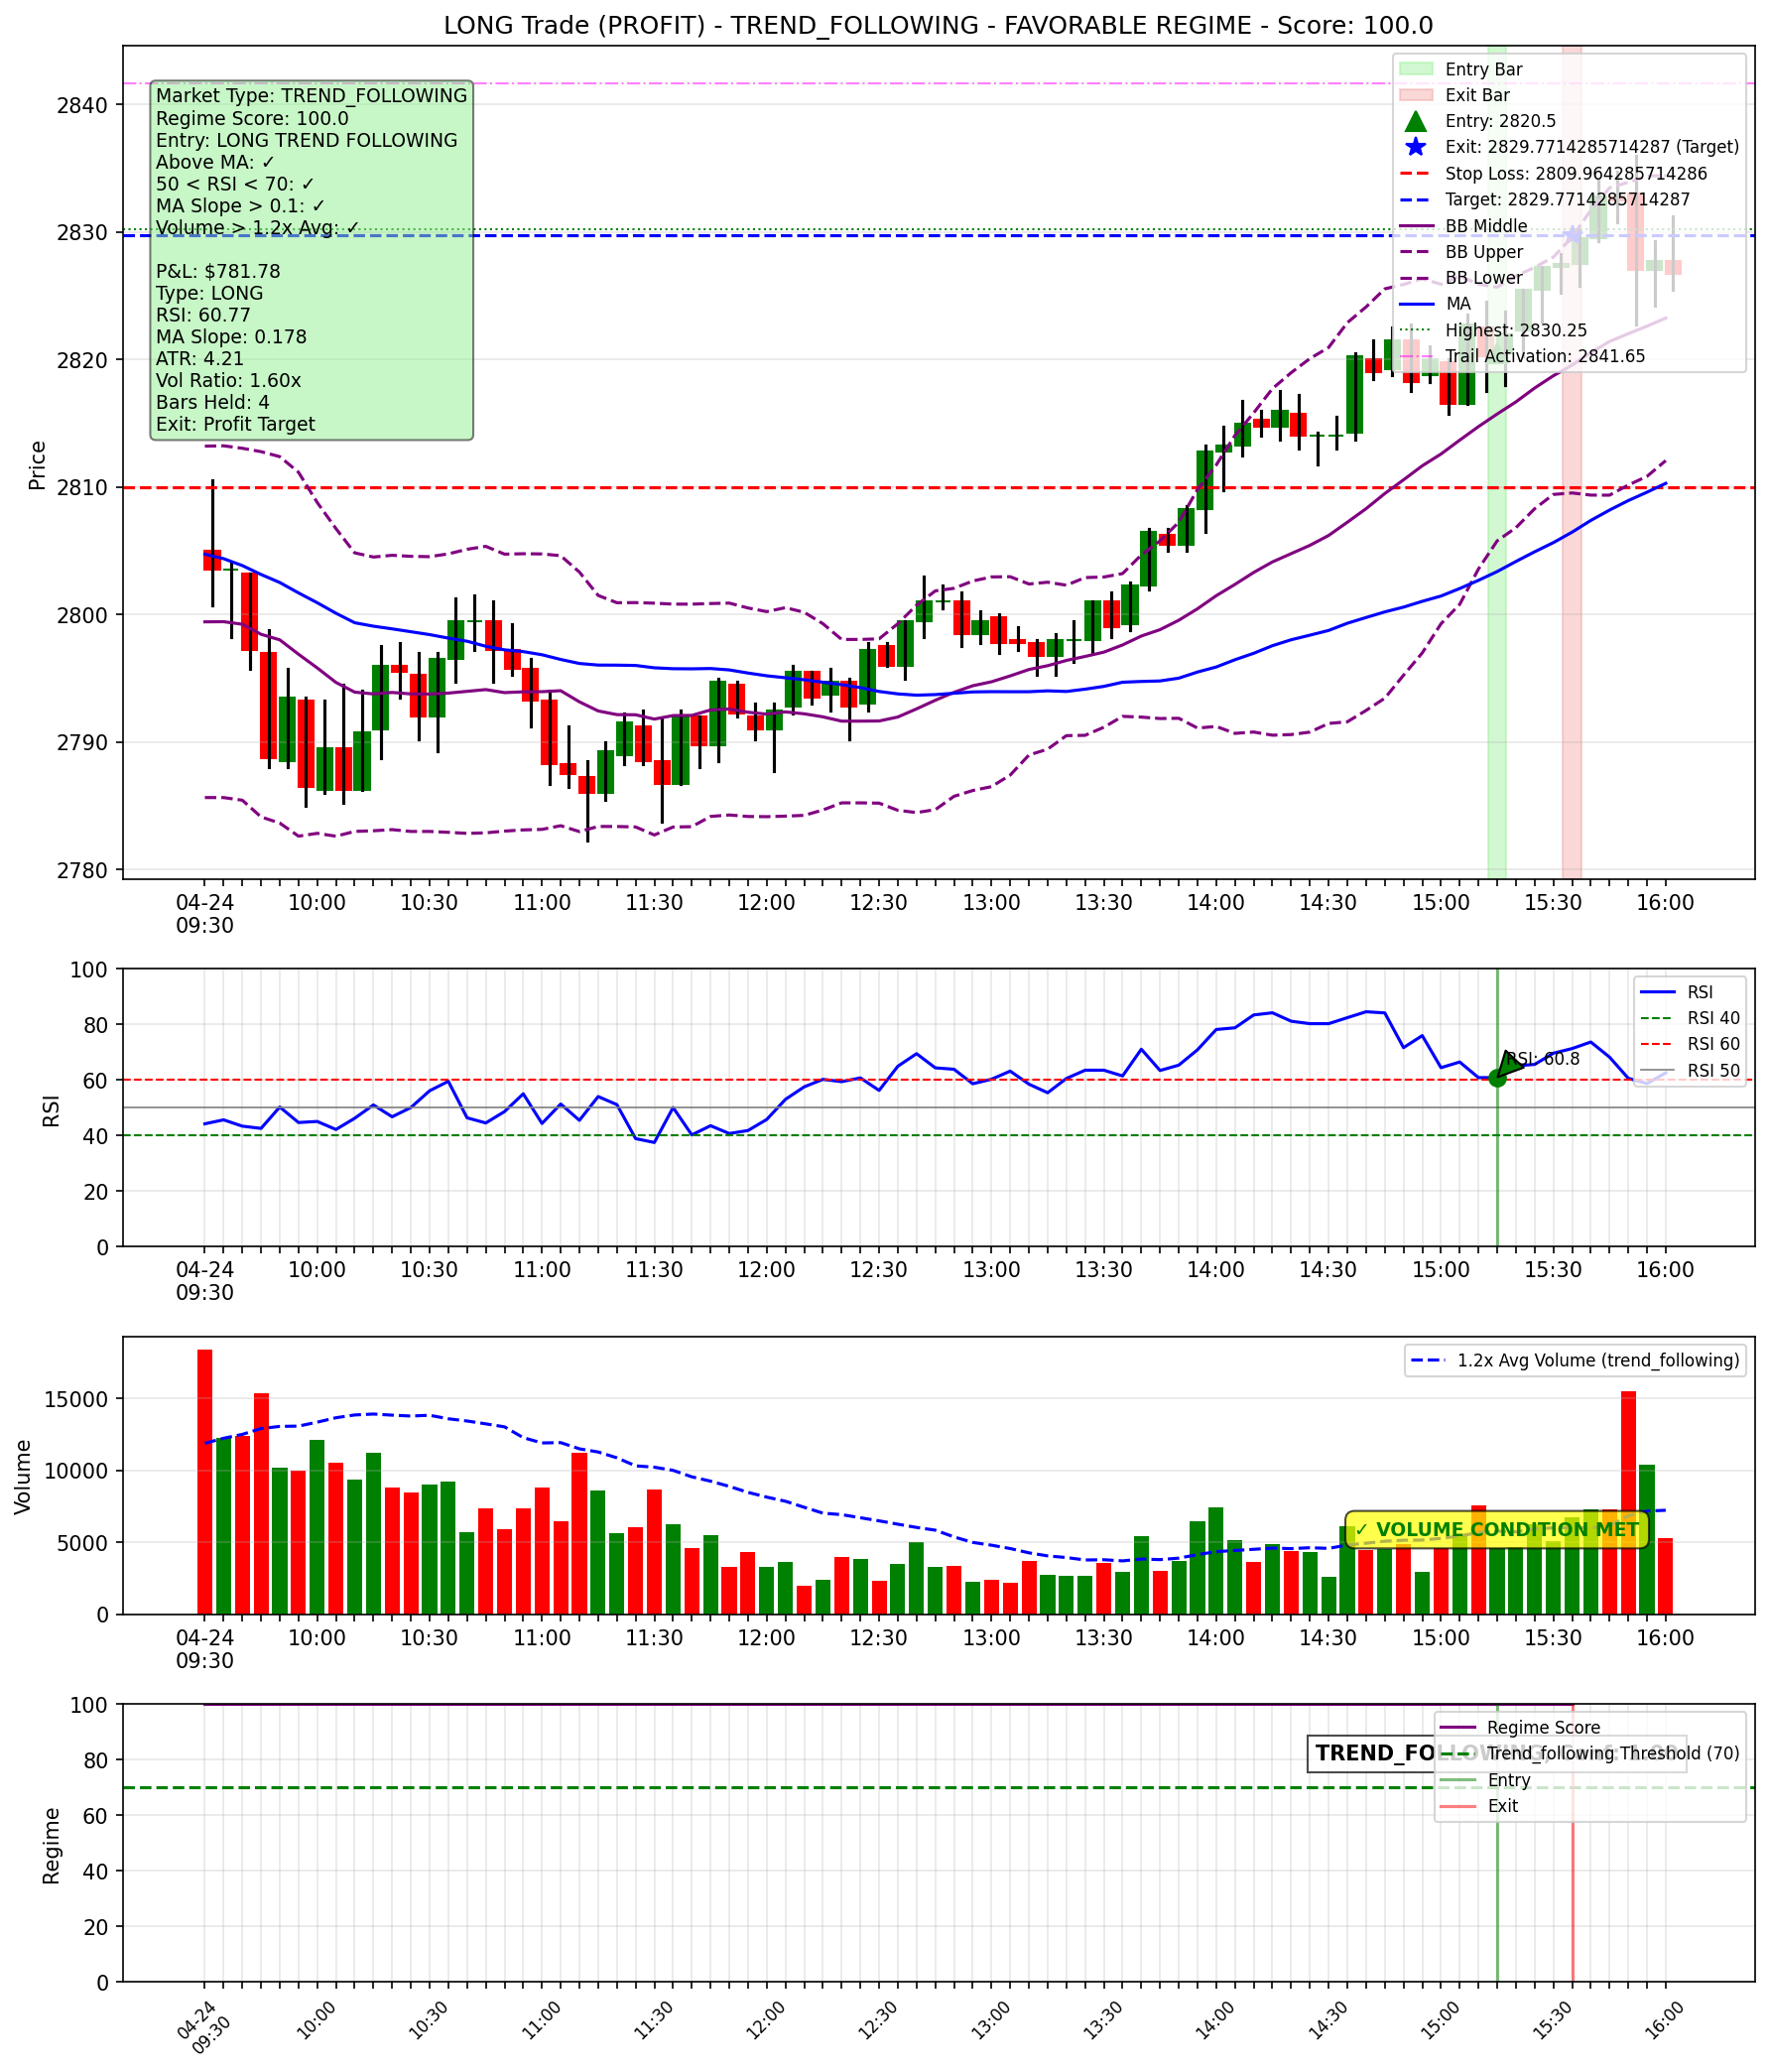 LONG Trade (PROFIT) - TREND_FOLLOWING - FAVORABLE REGIME - Score: 100.0
Market Type: TREND_FOLLOWING
Regime Score: 100.0
Entry: LONG TREND FOLLOWING
Above MA: ✓
50 < RSI < 70: ✓
MA Slope > 0.1: ✓
Volume > 1.2x Avg: ✓
P&L: $781.78
Type: LONG
RSI: 60.77
MA Slope: 0.178
ATR: 4.21
Vol Ratio: 1.60x
Bars Held: 4
Exit: Profit Target
Entry Bar
Exit Bar
Entry: 2820.5
Exit: 2829.7714285714287 (Target)
Stop Loss: 2809.964285714286
Target: 2829.7714285714287
BB Middle
BB Upper
BB Lower
MA
Highest: 2830.25
Trail Activation: 2841.65
Price
2840
2830
2820
2810
2800
2790
2780
04-24
09:30 10:00 10:30 11:00 11:30 12:00 12:30 13:00 13:30 14:00 14:30 15:00 15:30 16:00
RSI
100
80
60
40
20
0
RSI
RSI 40
RSI 60
RSI 50
RSI: 60.8
04-24
09:30 10:00 10:30 11:00 11:30 12:00 12:30 13:00 13:30 14:00 14:30 15:00 15:30 16:00
Volume
15000
10000
5000
0
1.2x Avg Volume (trend_following)
✓ VOLUME CONDITION MET
04-24
09:30 10:00 10:30 11:00 11:30 12:00 12:30 13:00 13:30 14:00 14:30 15:00 15:30 16:00
Regime
100
80
60
40
20
0
Regime Score
Trend_following Threshold (70)
Entry
Exit
TREND_FOLLOWING
04-24
09:30 10:00 10:30 11:00 11:30 12:00 12:30 13:00 13:30 14:00 14:30 15:00 15:30 16:00